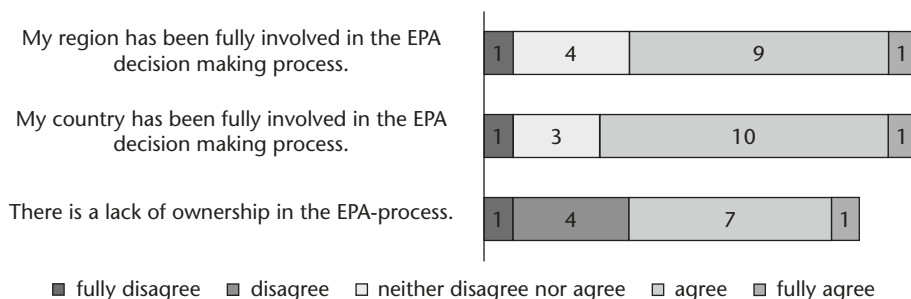 My region has been fully involved in the EPA
decision making process.
1 4 9 1
My country has been fully involved in the EPA
decision making process.
1 3 10 1
There is a lack of ownership in the EPA-process.
1 4 7 1
fully disagree disagree neither disagree nor agree agree fully agree